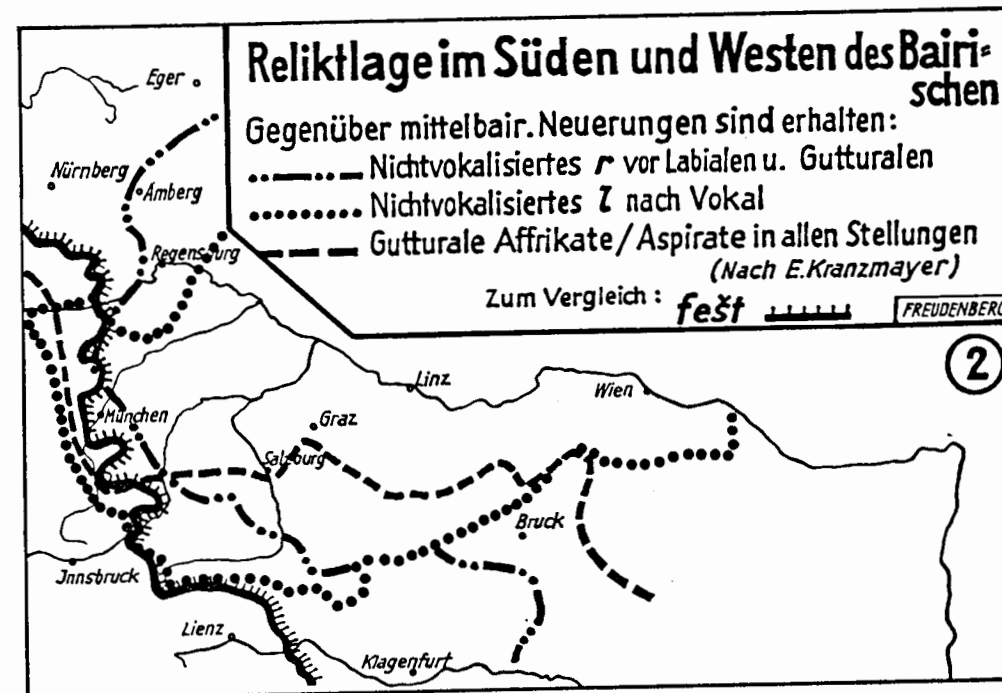 Reliktlage im Süden und Westen des Bairi=
schen
Gegenüber mittelbair. Neuerungen sind erhalten:
Nichtvokalisiertes r vor Labialen u. Gutturalen
Nichtvokalisiertes l nach Vokal
Gutturale Affrikate/Aspirate in allen Stellungen
(Nach E. Kranzmayer)
Zum Vergleich: fešt
FREUDENBERG
2
Eger
Nürnberg
Amberg
Regensburg
Linz
Wien
München
Graz
Salzburg
Bruck
Jnnsbruck
Lienz
Klagenfurt